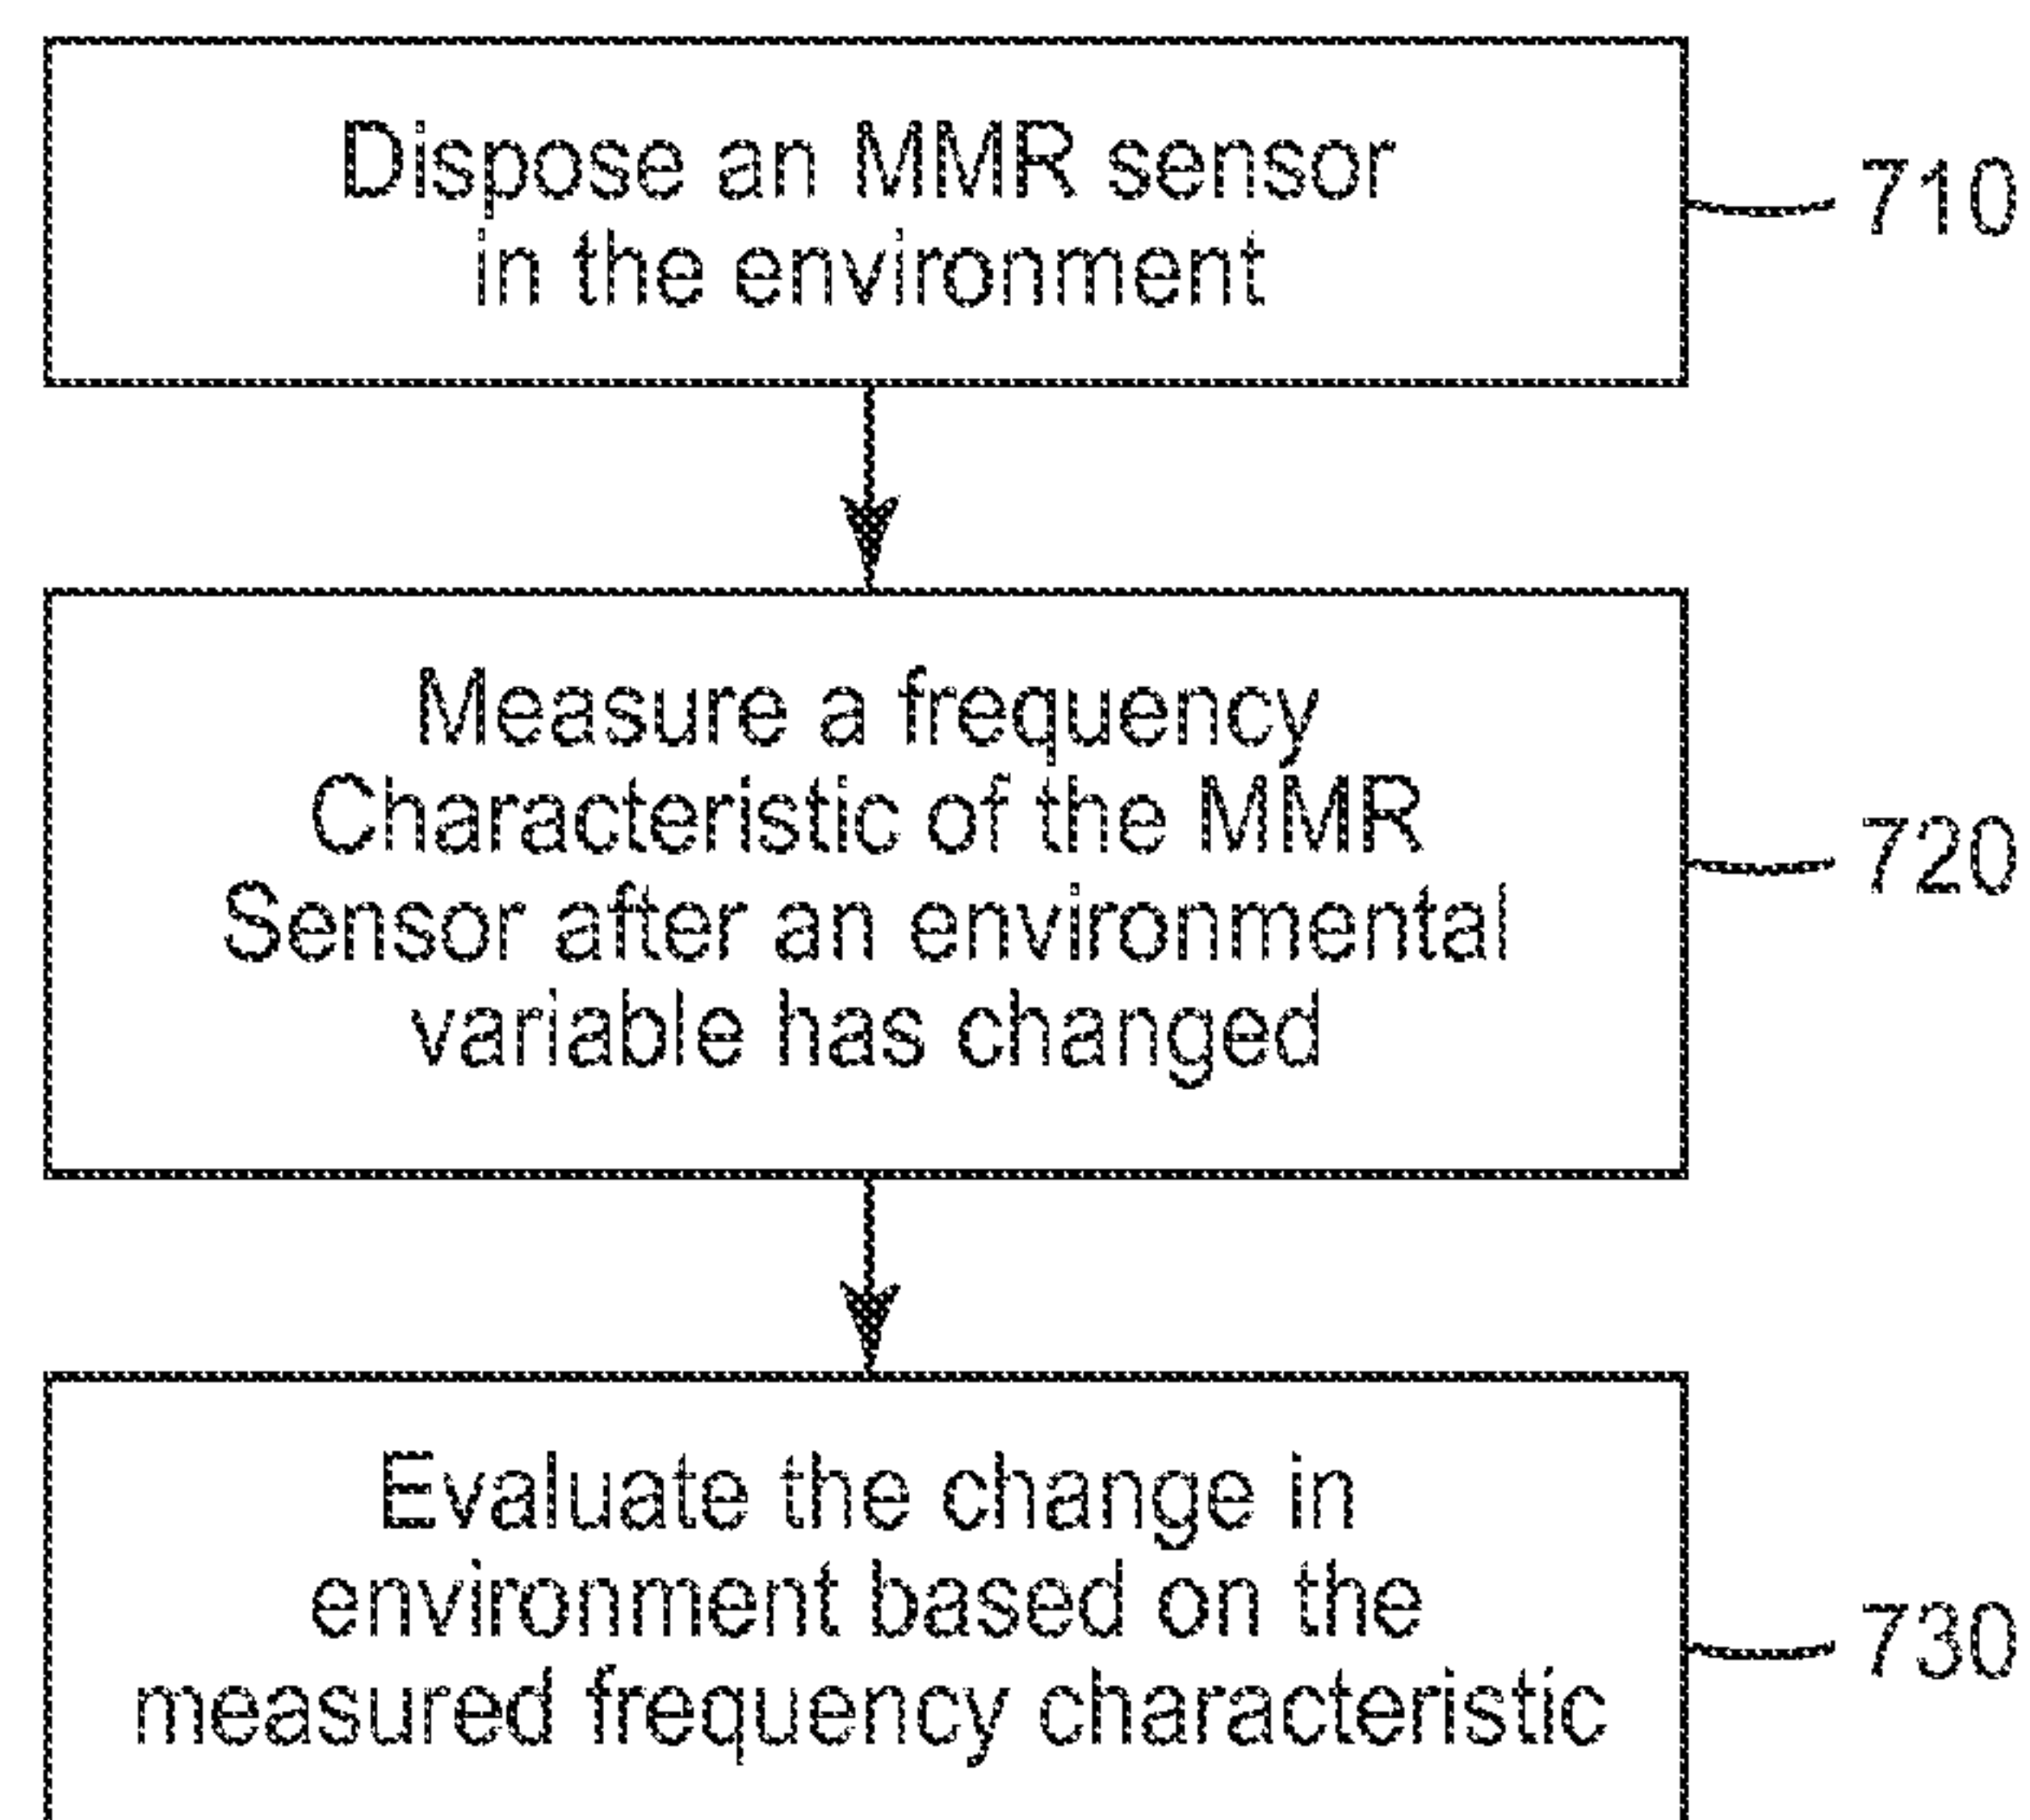 Dispose an MMR sensor
in the environment
710
Measure a frequency
Characteristic of the MMR
Sensor after an environmental
variable has changed
720
Evaluate the change in
environment based on the
measured frequency characteristic
730